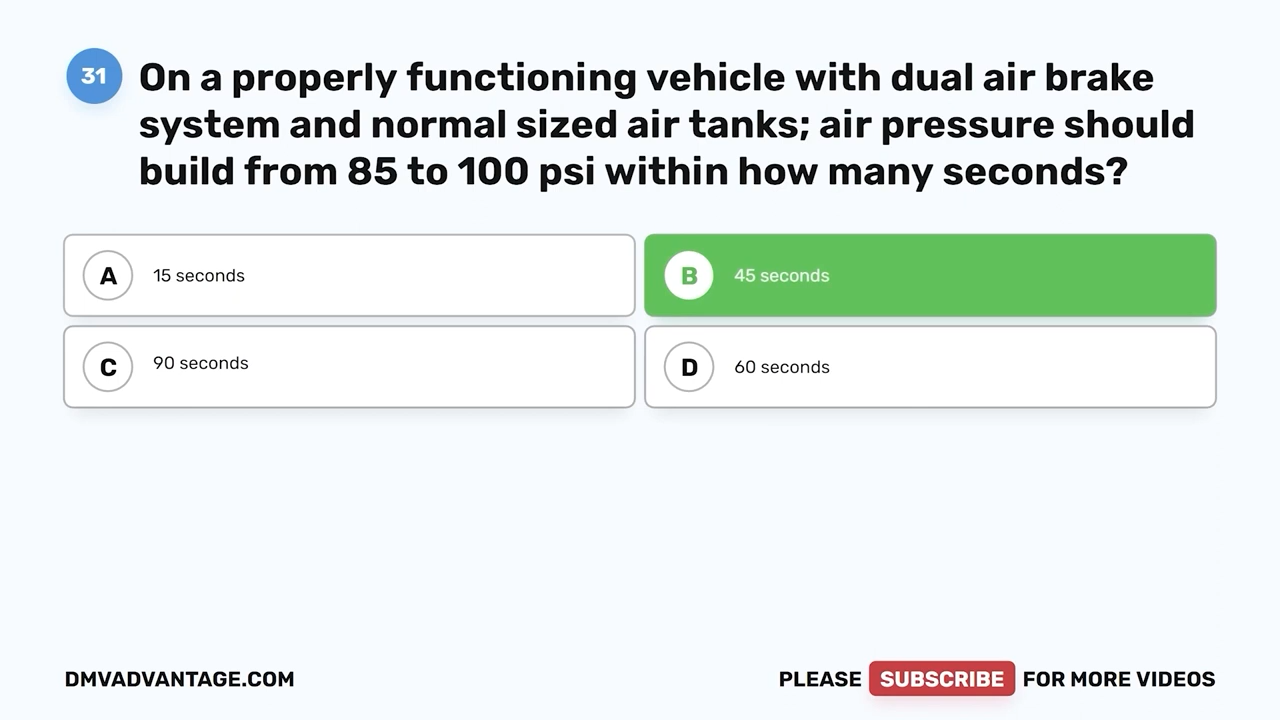 31
On a properly functioning vehicle with dual air brake
system and normal sized air tanks; air pressure should
build from 85 to 100 psi within how many seconds?
A 15 seconds
B 45 seconds
C 90 seconds
D 60 seconds
DMVADVANTAGE.COM
PLEASE SUBSCRIBE FOR MORE VIDEOS